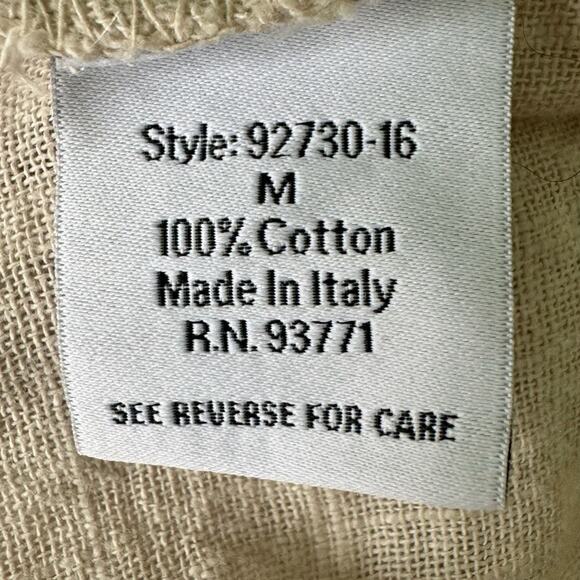 Style: 92730-16
M
100% Cotton
Made In Italy
R.N. 93771
SEE REVERSE FOR CARE